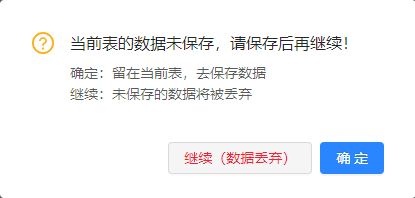 当前表的数据未保存，请保存后再继续！
确定：留在当前表，去保存数据
继续：未保存的数据将被丢弃
继续（数据丢弃）
确 定